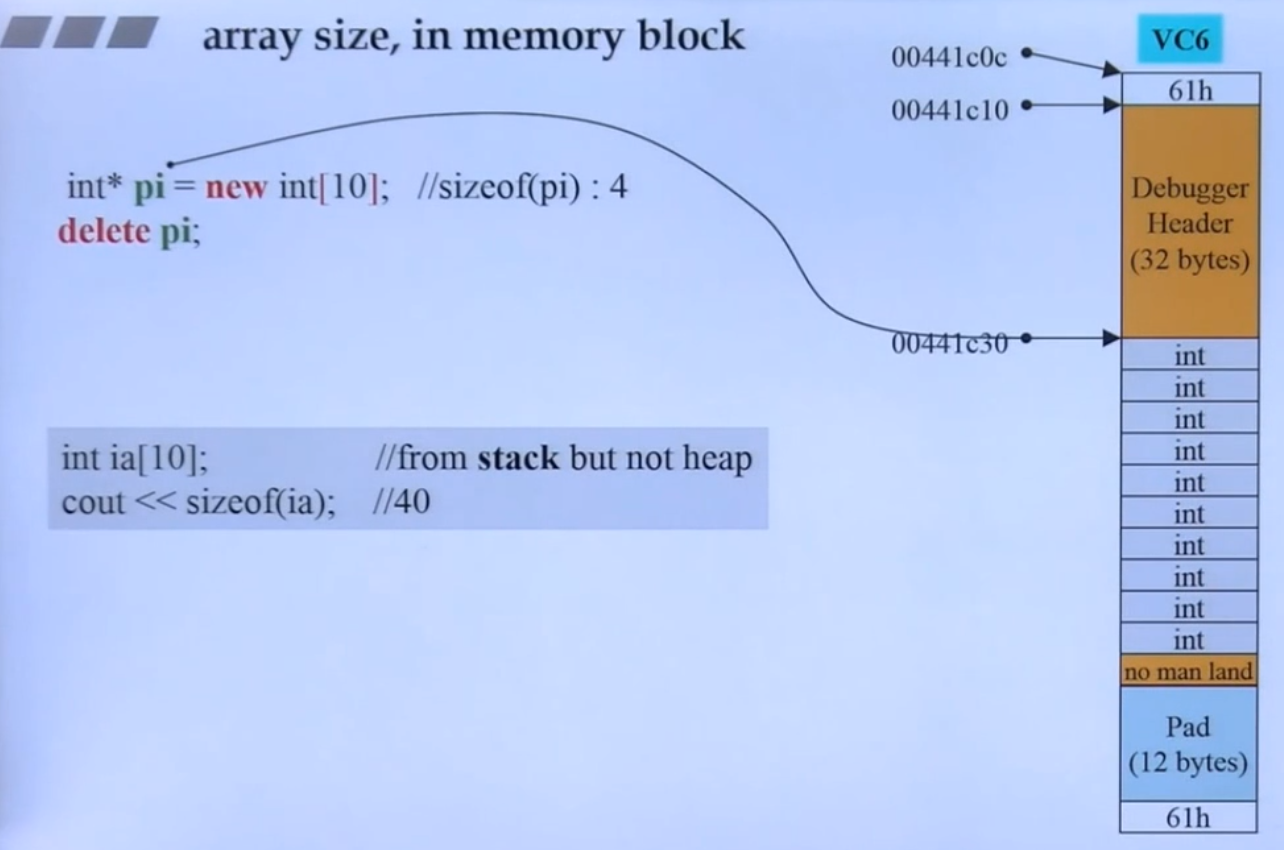 array size, in memory block
int* pi = new int[10];   //sizeof(pi) : 4
delete pi;
int ia[10];   //from stack but not heap
cout << sizeof(ia);   //40
VC6
00441c0c
61h
00441c10
Debugger
Header
(32 bytes)
00441c30
int
int
int
int
int
int
int
int
int
int
no man land
Pad
(12 bytes)
61h